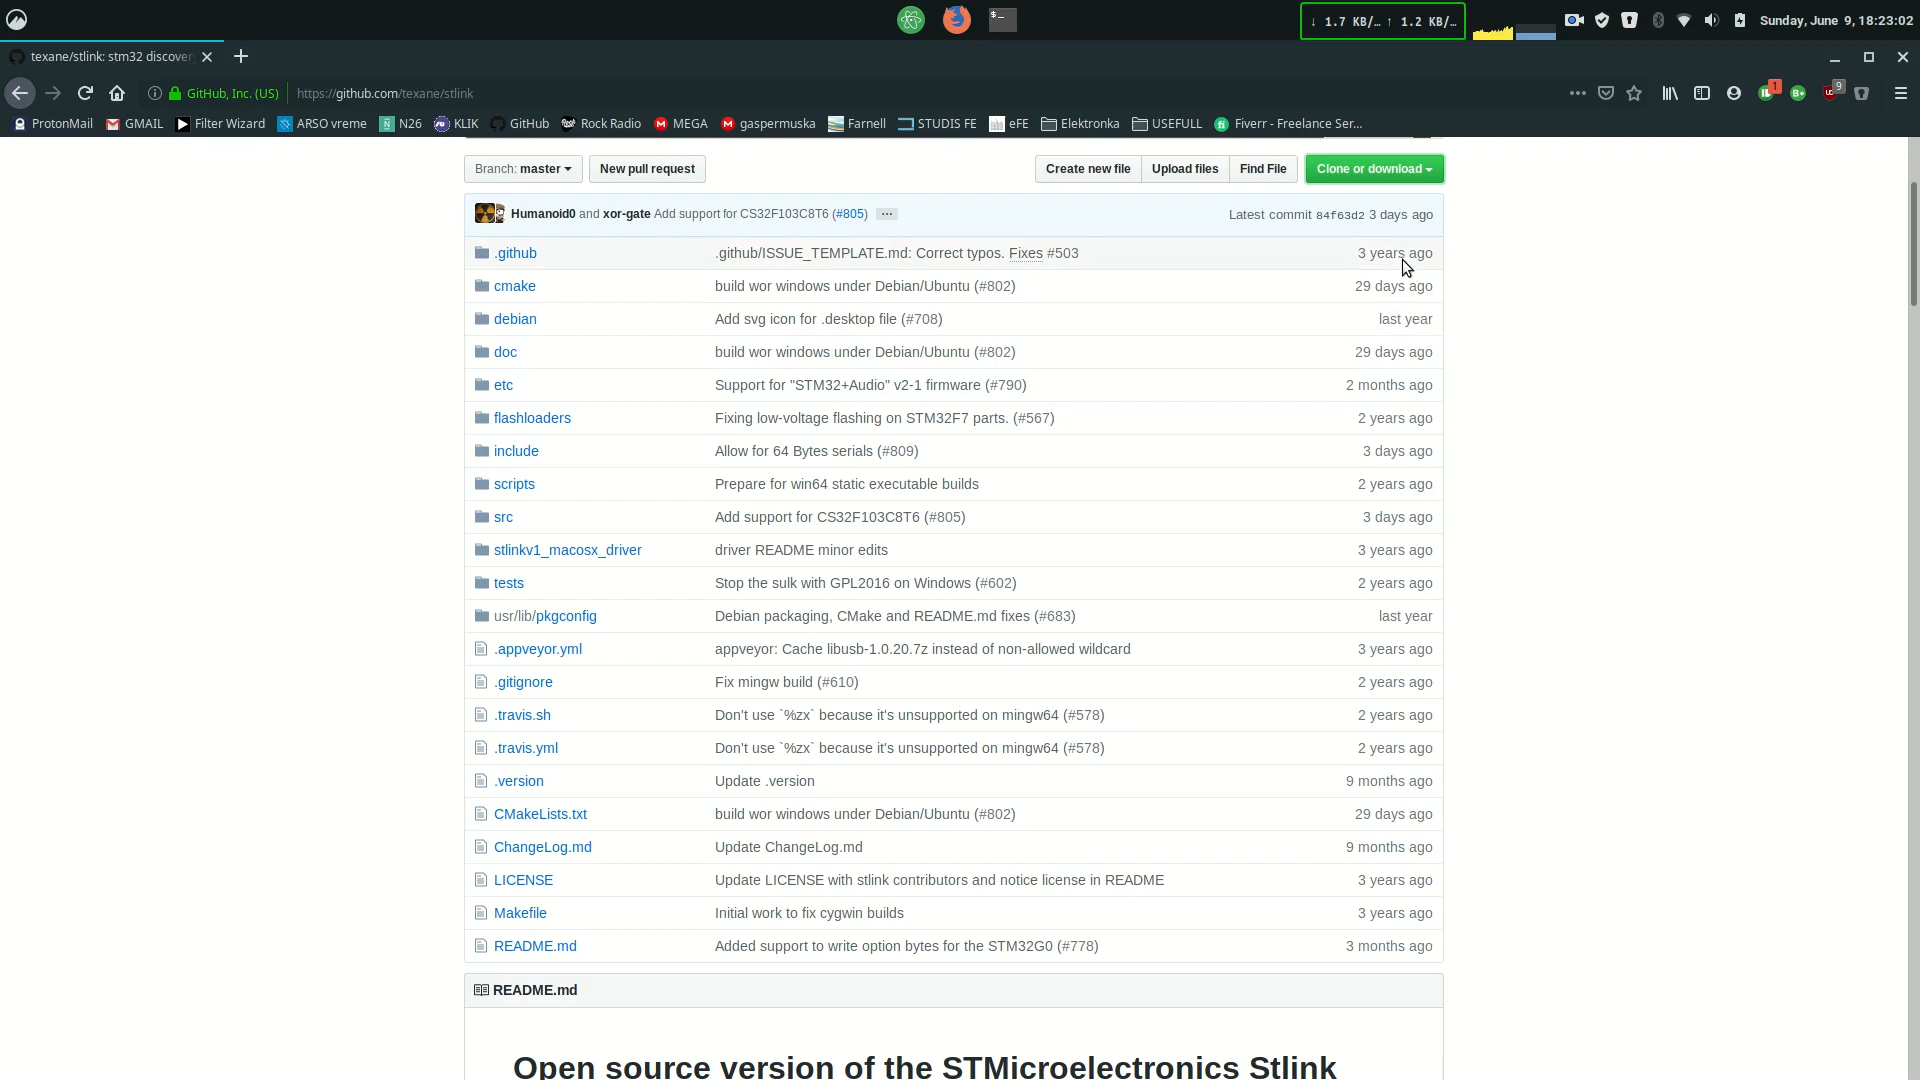 ↓ 1.7 KB/… ↑ 1.2 KB/…
Sunday, June 9, 18:23:02
texane/stlink: stm32 discover
GitHub, Inc. (US) https://github.com/texane/stlink
1
9
ProtonMail GMAIL Filter Wizard ARSO vreme N26 KLIK GitHub Rock Radio MEGA gaspermuska Farnell STUDIS FE eFE Elektronka USEFULL Fiverr - Freelance Ser…
Branch: master New pull request Create new file Upload files Find File Clone or download
Humanoid0 and xor-gate Add support for CS32F103C8T6 (#805) … Latest commit 84f63d2 3 days ago
.github .github/ISSUE_TEMPLATE.md: Correct typos. Fixes #503 3 years ago
cmake build wor windows under Debian/Ubuntu (#802) 29 days ago
debian Add svg icon for .desktop file (#708) last year
doc build wor windows under Debian/Ubuntu (#802) 29 days ago
etc Support for "STM32+Audio" v2-1 firmware (#790) 2 months ago
flashloaders Fixing low-voltage flashing on STM32F7 parts. (#567) 2 years ago
include Allow for 64 Bytes serials (#809) 3 days ago
scripts Prepare for win64 static executable builds 2 years ago
src Add support for CS32F103C8T6 (#805) 3 days ago
stlinkv1_macosx_driver driver README minor edits 3 years ago
tests Stop the sulk with GPL2016 on Windows (#602) 2 years ago
usr/lib/pkgconfig Debian packaging, CMake and README.md fixes (#683) last year
.appveyor.yml appveyor: Cache libusb-1.0.20.7z instead of non-allowed wildcard 3 years ago
.gitignore Fix mingw build (#610) 2 years ago
.travis.sh Don't use `%zx` because it's unsupported on mingw64 (#578) 2 years ago
.travis.yml Don't use `%zx` because it's unsupported on mingw64 (#578) 2 years ago
.version Update .version 9 months ago
CMakeLists.txt build wor windows under Debian/Ubuntu (#802) 29 days ago
ChangeLog.md Update ChangeLog.md 9 months ago
LICENSE Update LICENSE with stlink contributors and notice license in README 3 years ago
Makefile Initial work to fix cygwin builds 3 years ago
README.md Added support to write option bytes for the STM32G0 (#778) 3 months ago
README.md
Open source version of the STMicroelectronics Stlink